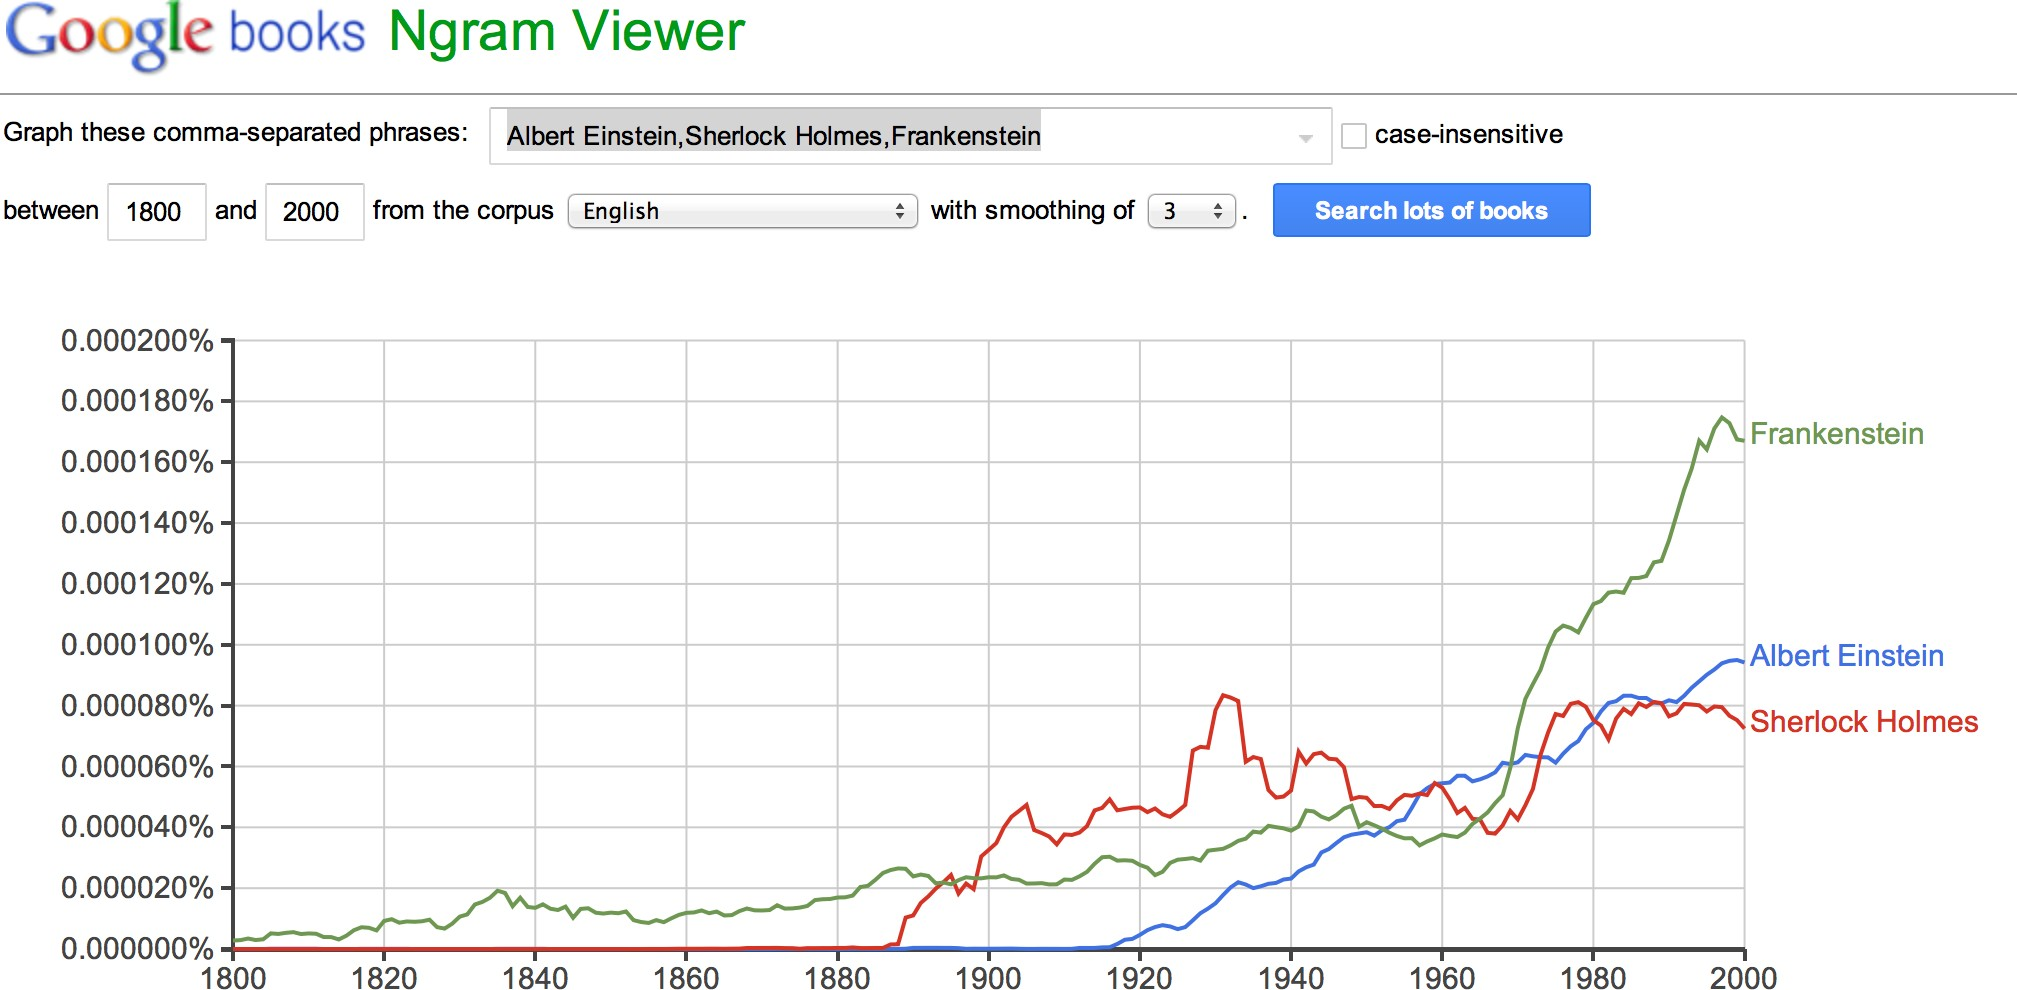 Google books Ngram Viewer
Graph these comma-separated phrases: Albert Einstein,Sherlock Holmes,Frankenstein case-insensitive
between 1800 and 2000 from the corpus English with smoothing of 3 . Search lots of books
0.000200%
0.000180%
Frankenstein
0.000160%
0.000140%
0.000120%
0.000100%
Albert Einstein
0.000080%
Sherlock Holmes
0.000060%
0.000040%
0.000020%
0.000000%
1800 1820 1840 1860 1880 1900 1920 1940 1960 1980 2000